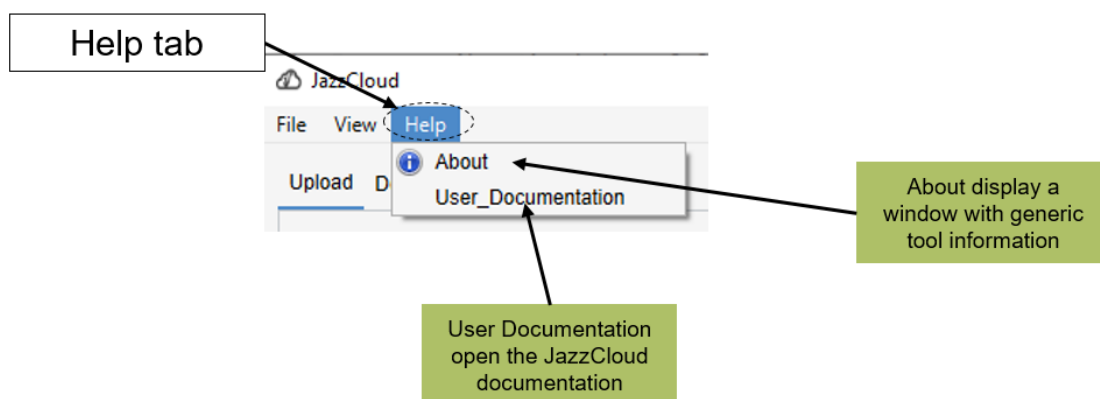 Help tab
JazzCloud
File View Help
About
Upload D
User_Documentation
About display a
window with generic
tool information
User Documentation
open the JazzCloud
documentation